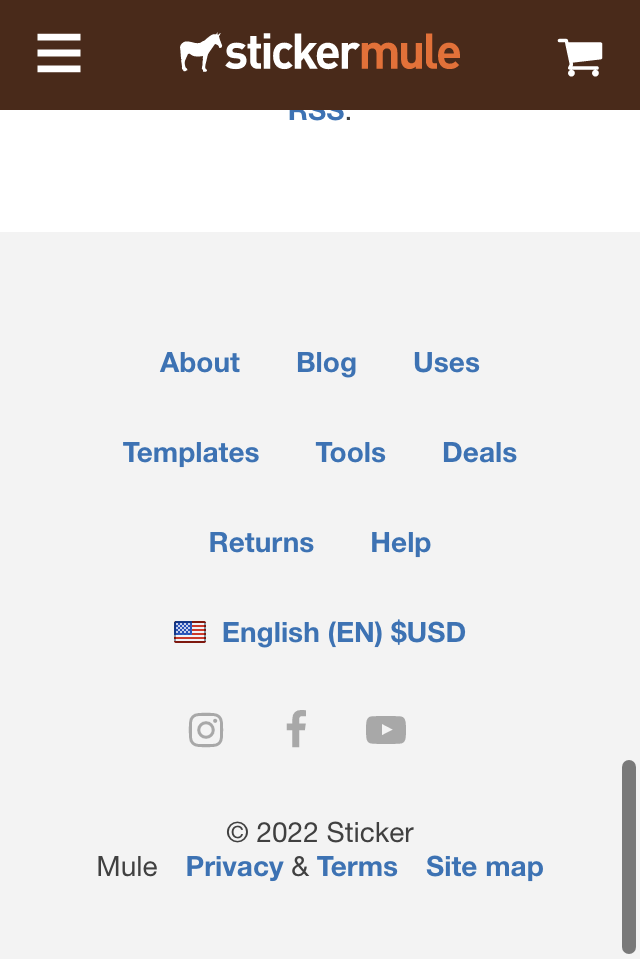 stickermule
RSS.
About Blog Uses
Templates Tools Deals
Returns Help
English (EN) $USD
© 2022 Sticker
Mule Privacy & Terms Site map